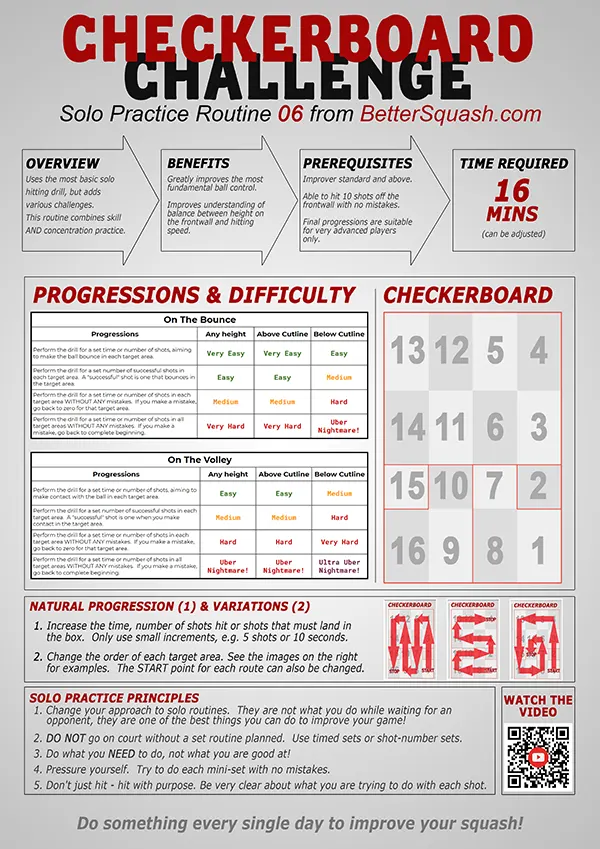 CHECKERBOARD
CHALLENGE
Solo Practice Routine 06 from BetterSquash.com
OVERVIEW
Uses the most basic solo
hitting drill, but adds
various challenges.
This routine combines skill
AND concentration practice.
BENEFITS
Greatly improves the most
fundamental ball control.
Improves understanding of
balance between height on
the frontwall and hitting
speed.
PREREQUISITES
Improver standard and above.
Able to hit 10 shots off the
frontwall with no mistakes.
Final progressions are suitable
for very advanced players
only.
TIME REQUIRED
16
MINS
(can be adjusted)
PROGRESSIONS & DIFFICULTY
On The Bounce
Progressions Any height Above Cutline Below Cutline
Perform the drill for a set time or number of shots, aiming
to make the ball bounce in each target area.
Very Easy Very Easy Easy
Perform the drill for a set number of successful shots in
each target area. A "successful" shot is one that bounces in
the target area.
Easy Easy Medium
Perform the drill for a set time or number of shots in each
target area WITHOUT ANY mistakes. If you make a mistake,
go back to zero for that target area.
Medium Medium Hard
Perform the drill for a set time or number of shots in all
target areas WITHOUT ANY mistakes. If you make a
mistake, go back to complete beginning.
Very Hard Very Hard Uber
Nightmare!
On The Volley
Progressions Any height Above Cutline Below Cutline
Perform the drill for a set time or number of shots, aiming to
make contact with the ball in each target area.
Easy Easy Medium
Perform the drill for a set number of successful shots in each
target area. A "successful" shot is one when you make
contact in the target area.
Medium Medium Hard
Perform the drill for a set time or number of shots in each
target area WITHOUT ANY mistakes. If you make a mistake,
go back to zero for that target area.
Hard Hard Very Hard
Perform the drill for a set time or number of shots in all
target areas WITHOUT ANY mistakes. If you make a mistake,
go back to complete beginning.
Uber
Nightmare!
Uber
Nightmare!
Ultra Uber
Nightmare!
CHECKERBOARD
13 12 5 4
14 11 6 3
15 10 7 2
16 9 8 1
NATURAL PROGRESSION (1) & VARIATIONS (2)
1. Increase the time, number of shots hit or shots that must land in
the box. Only use small increments, e.g. 5 shots or 10 seconds.
2. Change the order of each target area. See the images on the right
for examples. The START point for each route can also be changed.
CHECKERBOARD
STOP START
CHECKERBOARD
STOP
START
CHECKERBOARD
STOP
START
SOLO PRACTICE PRINCIPLES
1. Change your approach to solo routines. They are not what you do while waiting for an
opponent, they are one of the best things you can do to improve your game!
2. DO NOT go on court without a set routine planned. Use timed sets or shot-number sets.
3. Do what you NEED to do, not what you are good at!
4. Pressure yourself. Try to do each mini-set with no mistakes.
5. Don't just hit - hit with purpose. Be very clear about what you are trying to do with each shot.
WATCH THE
VIDEO
Do something every single day to improve your squash!